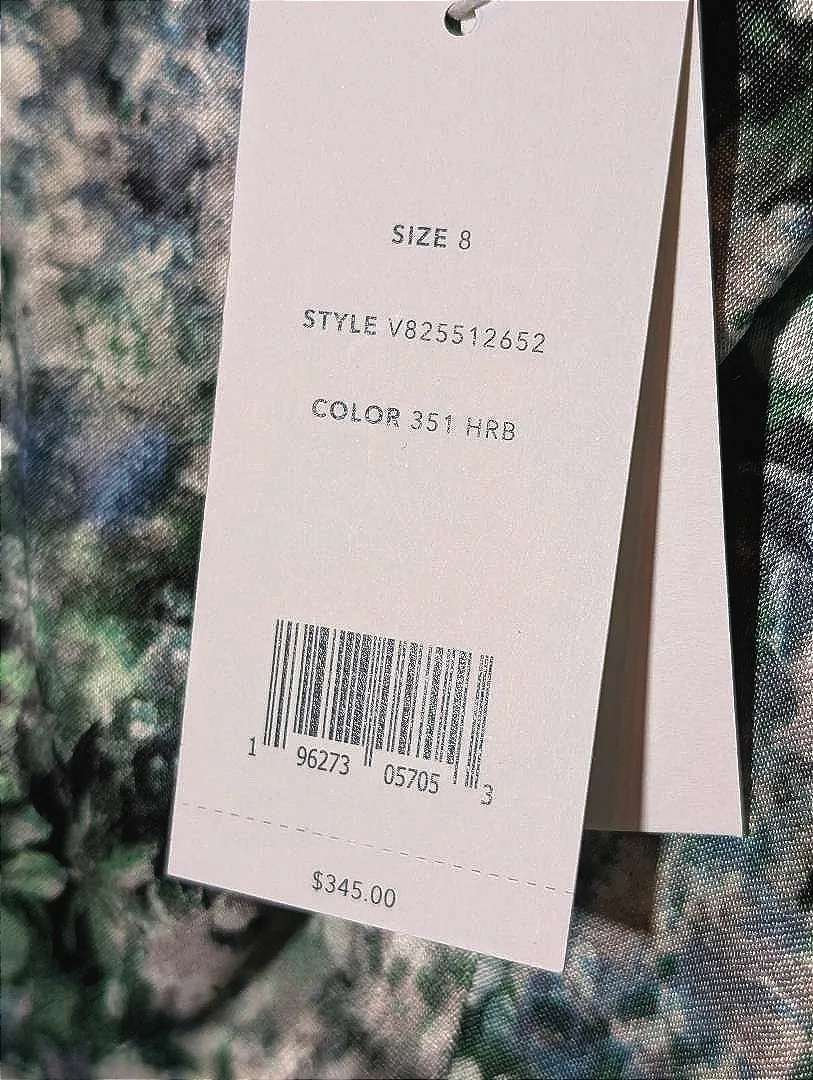 SIZE 8
STYLE V825512652
COLOR 351 HRB
1 96273 05705 3
$345.00